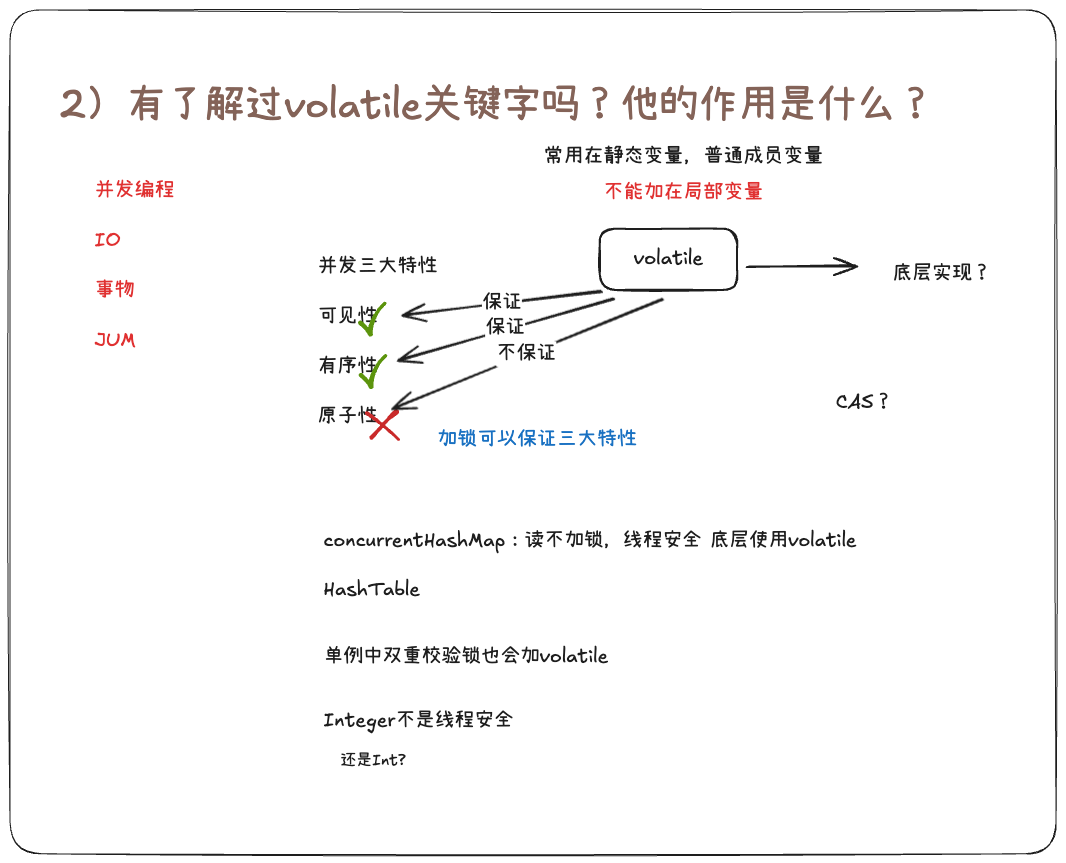 2）有了解过volatile关键字吗？他的作用是什么？
常用在静态变量，普通成员变量
不能加在局部变量
并发编程
IO
事物
JUM
volatile
底层实现？
并发三大特性
可见性
有序性
原子性
保证
保证
不保证
CAS？
加锁可以保证三大特性
concurrentHashMap：读不加锁，线程安全 底层使用volatile
HashTable
单例中双重校验锁也会加volatile
Integer不是线程安全
还是Int?